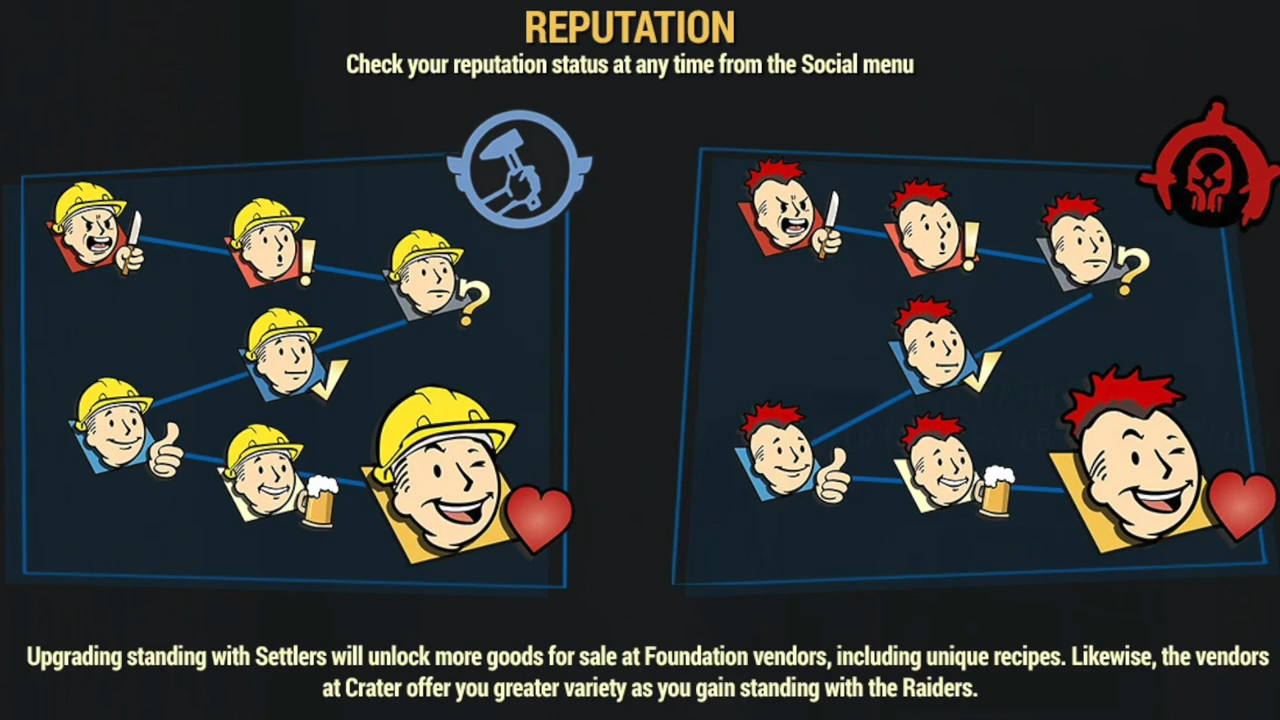 REPUTATION
Check your reputation status at any time from the Social menu
Upgrading standing with Settlers will unlock more goods for sale at Foundation vendors, including unique recipes. Likewise, the vendors
at Crater offer you greater variety as you gain standing with the Raiders.